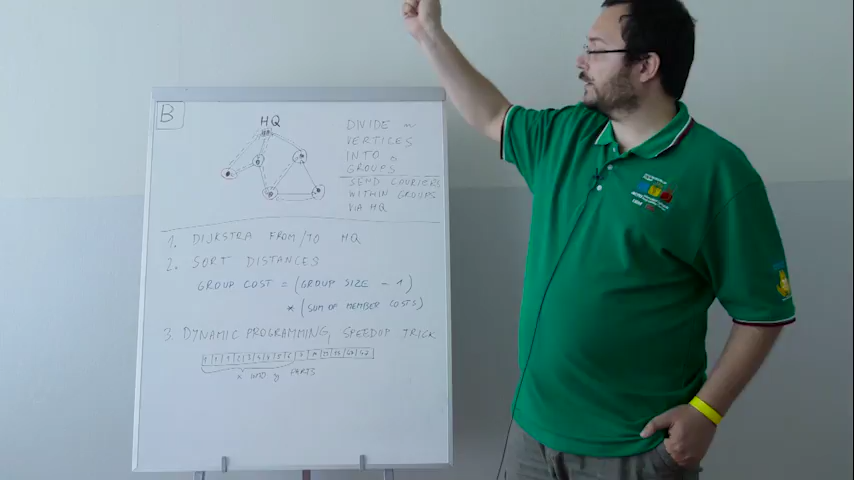 B
HQ
DIVIDE n
VERTICES
INTO
GROUPS
SEND COURIERS
WITHIN GROUPS
VIA HQ
1. DIJKSTRA FROM/TO HQ
2. SORT DISTANCES
GROUP COST = (GROUP SIZE - 1)
* (SUM OF MEMBER COSTS)
3. DYNAMIC PROGRAMMING, SPEEDUP TRICK
x INTO y PARTS